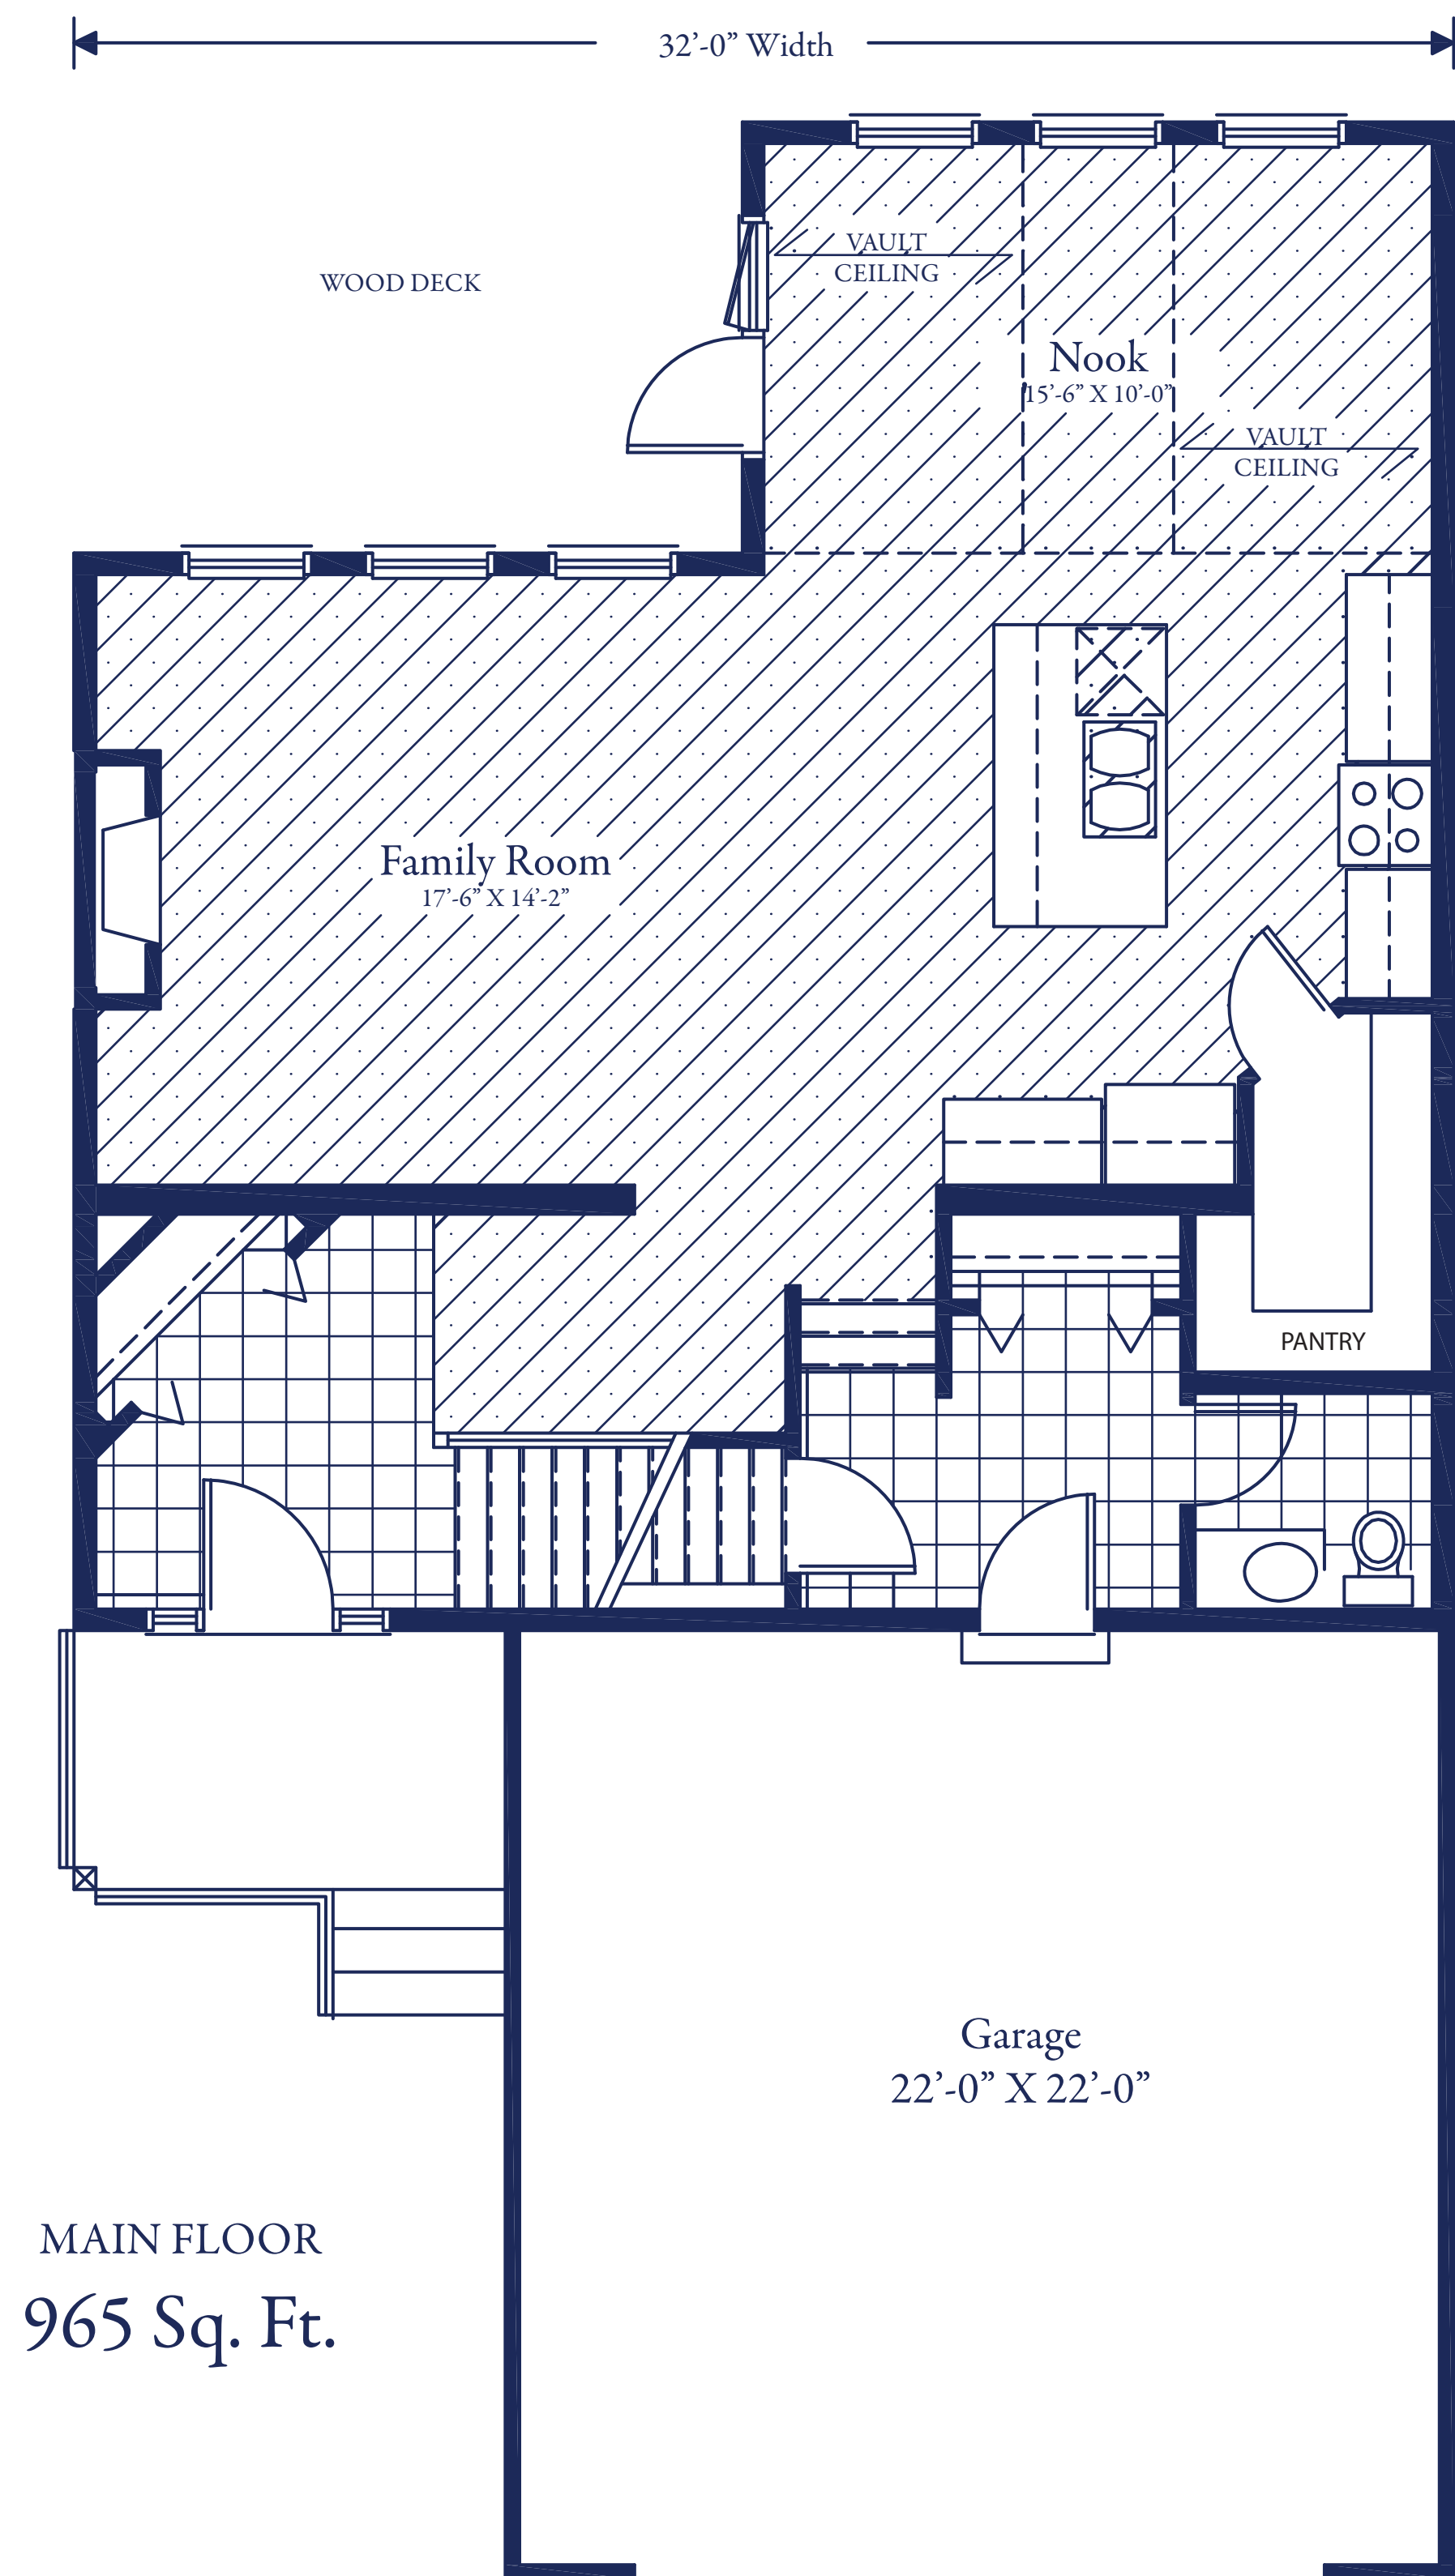 32’-0” Width
VAULT
CEILING
WOOD DECK
Nook
15’-6” X 10’-0”
VAULT
CEILING
Family Room
17’-6” X 14’-2”
PANTRY
Garage
22’-0” X 22’-0”
MAIN FLOOR
965 Sq. Ft.